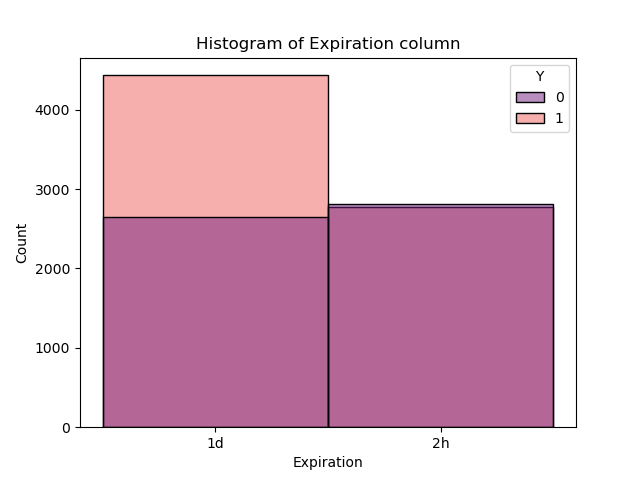 Histogram of Expiration column
Y
0
1
4000
3000
2000
1000
0
Count
1d
2h
Expiration